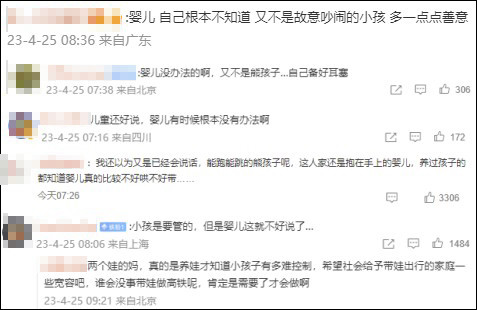 :婴儿 自己根本不知道 又不是故意吵闹的小孩 多一点点善意
23-4-25 08:36 来自广东
:婴儿没办法的啊，又不是能孩子...自己备好耳塞
23-4-25 07:38 来自北京
306
儿童还好说，婴儿有时候根本没有办法啊
23-4-25 07:16 来自四川
172
：我还以为又是已经会说话，能跑能跳的熊孩子呢，这人家还是抱在手上的婴儿，养过孩子的
都知道婴儿真的比较不好哄不好带......
今天07:26
3306
:小孩是要管的，但是婴儿这就不好说了...
23-4-25 08:06 来自上海
1484
两个娃的妈，真的是养娃才知道小孩子有多难控制，希望社会给予带娃出行的家庭一
些宽容吧，谁会没事带娃做高铁呢，肯定是需要了才会做啊
23-4-25 09:21 来自北京